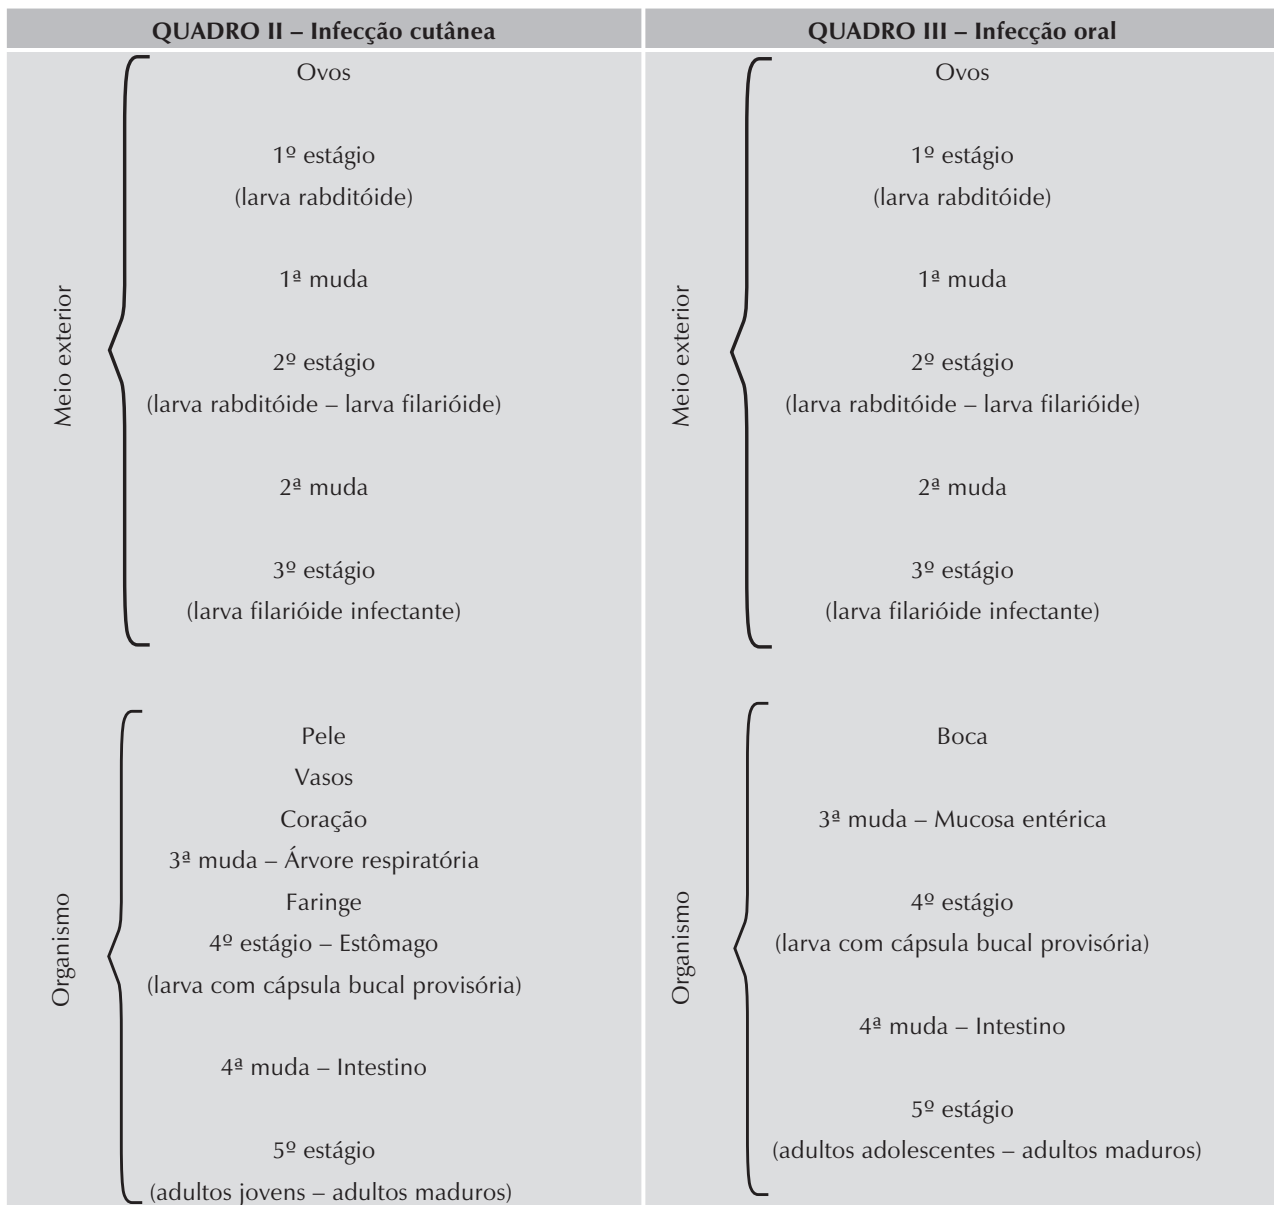 QUADRO II – Infecção cutânea
Meio exterior
Ovos
1º estágio
(larva rabditóide)
1ª muda
2º estágio
(larva rabditóide – larva filarióide)
2ª muda
3º estágio
(larva filarióide infectante)
Organismo
Pele
Vasos
Coração
3ª muda – Árvore respiratória
Faringe
4º estágio – Estômago
(larva com cápsula bucal provisória)
4ª muda – Intestino
5º estágio
(adultos jovens – adultos maduros)
QUADRO III – Infecção oral
Meio exterior
Ovos
1º estágio
(larva rabditóide)
1ª muda
2º estágio
(larva rabditóide – larva filarióide)
2ª muda
3º estágio
(larva filarióide infectante)
Organismo
Boca
3ª muda – Mucosa entérica
4º estágio
(larva com cápsula bucal provisória)
4ª muda – Intestino
5º estágio
(adultos adolescentes – adultos maduros)